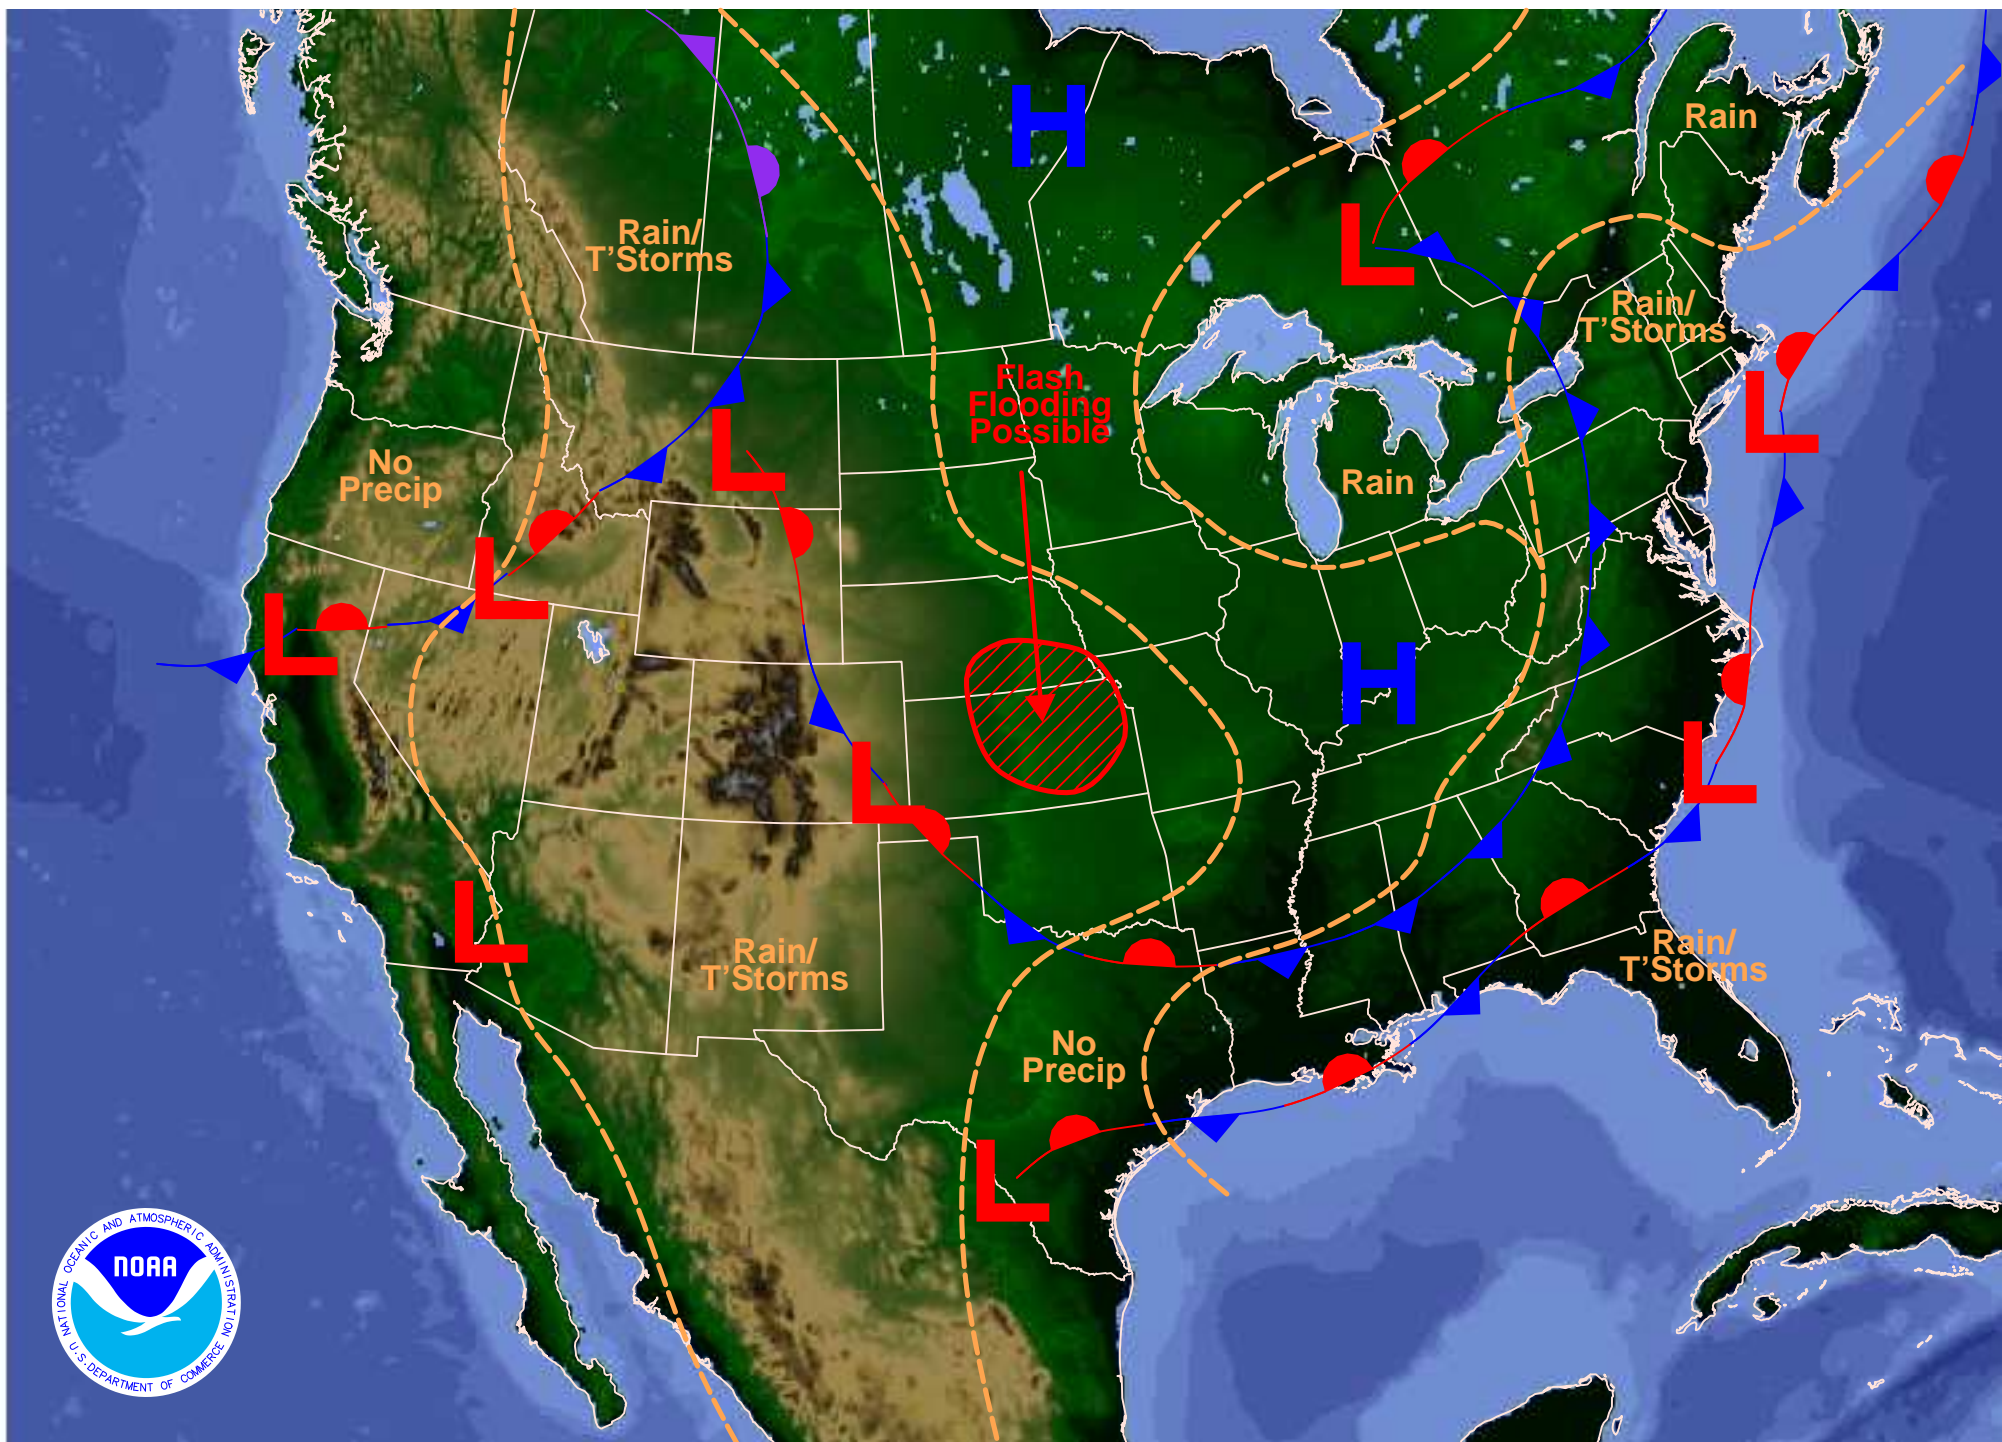 H
Rain
L
Rain/
T'Storms
Rain/
T'Storms
Flash
Flooding
Possible
L
L
No
Precip
Rain
L
L
H
L
L
L
Rain/
T'Storms
Rain/
T'Storms
No
Precip
L
NATIONAL OCEANIC AND ATMOSPHERIC ADMINISTRATION
NOAA
U.S. DEPARTMENT OF COMMERCE